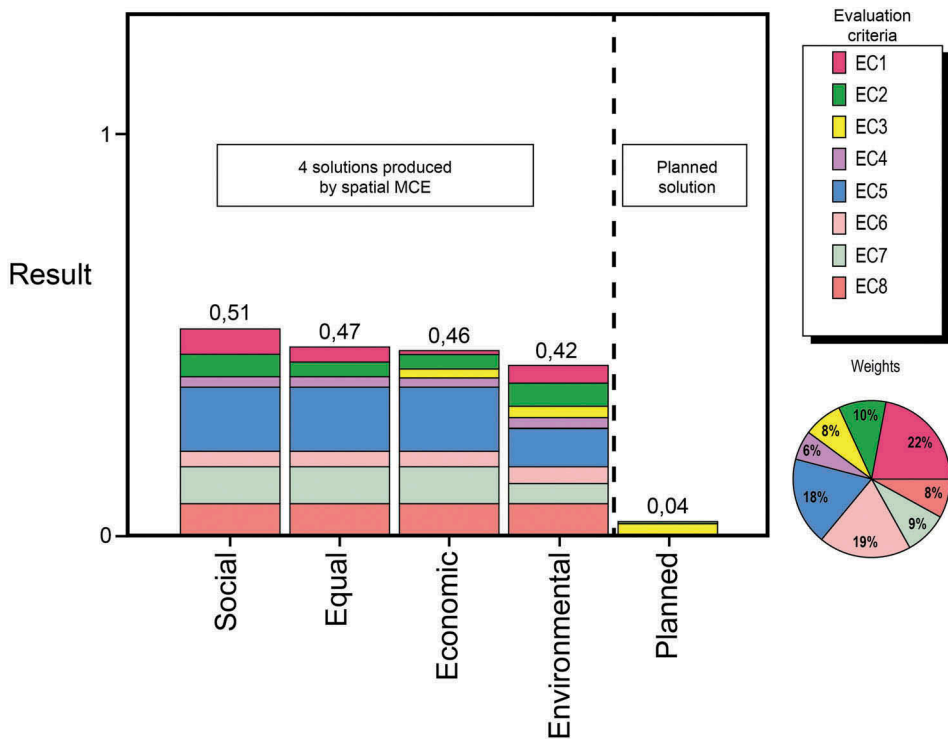 Evaluation
criteria
EC1
EC2
EC3
EC4
EC5
EC6
EC7
EC8
1
4 solutions produced
by spatial MCE
Planned
solution
Result
0,51
0,47
0,46
0,42
0,04
0
Social
Equal
Economic
Environmental
Planned
Weights
10%
22%
8%
6%
18%
19%
9%
8%